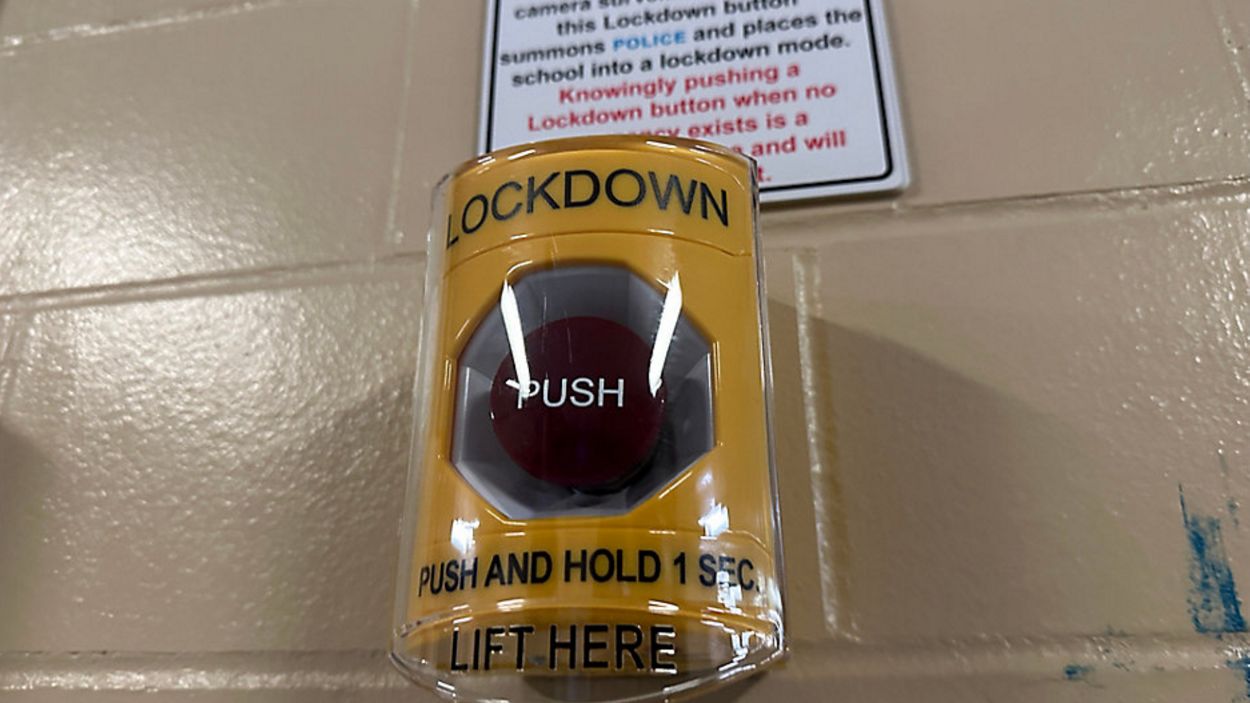 camera
this Lockdown button
summons POLICE and places the
school into a lockdown mode.
Knowingly pushing a
Lockdown button when no
exists is a
and will
LOCKDOWN
PUSH
PUSH AND HOLD 1 SEC.
LIFT HERE